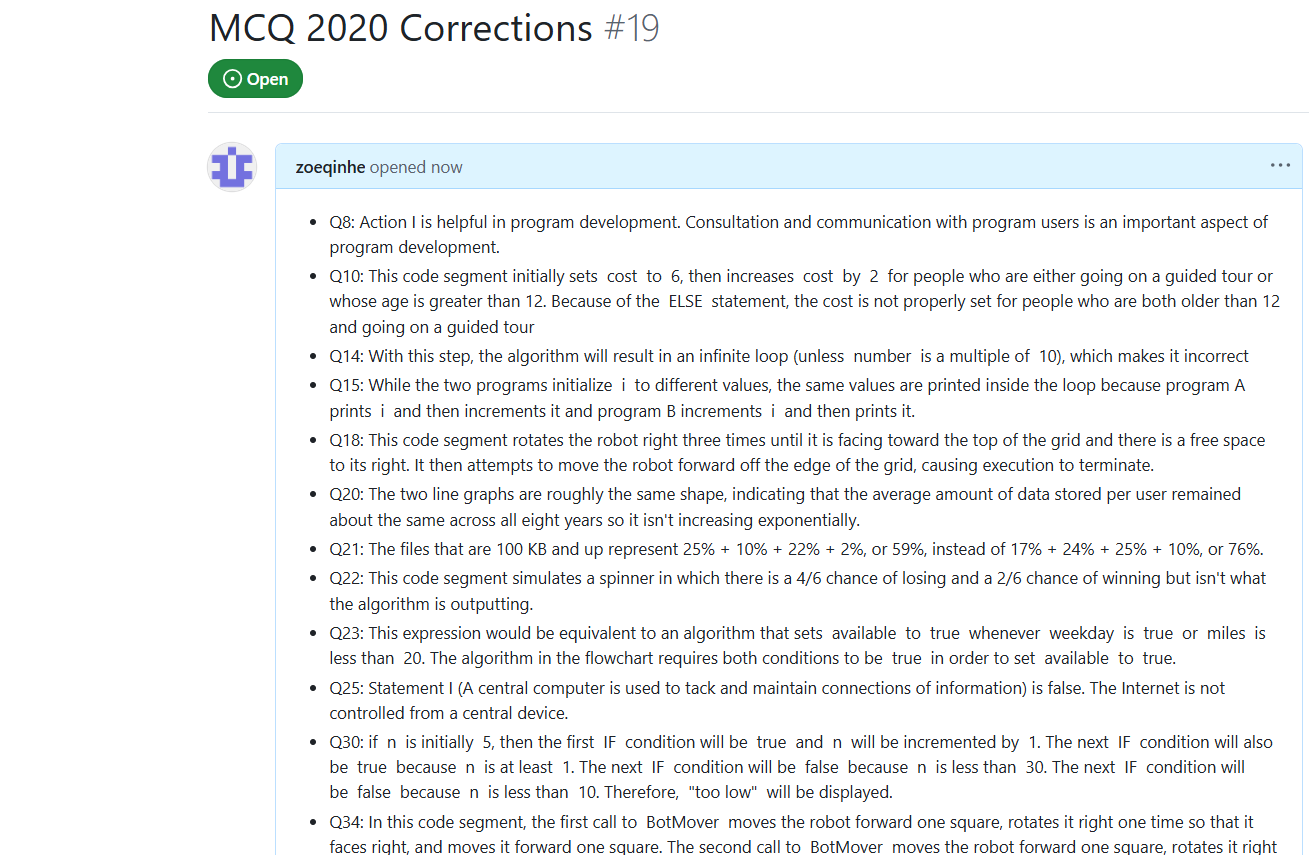 MCQ 2020 Corrections #19
Open
zoeqinhe opened now
• Q8: Action I is helpful in program development. Consultation and communication with program users is an important aspect of
program development.
• Q10: This code segment initially sets cost to 6, then increases cost by 2 for people who are either going on a guided tour or
whose age is greater than 12. Because of the ELSE statement, the cost is not properly set for people who are both older than 12
and going on a guided tour
• Q14: With this step, the algorithm will result in an infinite loop (unless number is a multiple of 10), which makes it incorrect
• Q15: While the two programs initialize i to different values, the same values are printed inside the loop because program A
prints i and then increments it and program B increments i and then prints it.
• Q18: This code segment rotates the robot right three times until it is facing toward the top of the grid and there is a free space
to its right. It then attempts to move the robot forward off the edge of the grid, causing execution to terminate.
• Q20: The two line graphs are roughly the same shape, indicating that the average amount of data stored per user remained
about the same across all eight years so it isn't increasing exponentially.
• Q21: The files that are 100 KB and up represent 25% + 10% + 22% + 2%, or 59%, instead of 17% + 24% + 25% + 10%, or 76%.
• Q22: This code segment simulates a spinner in which there is a 4/6 chance of losing and a 2/6 chance of winning but isn't what
the algorithm is outputting.
• Q23: This expression would be equivalent to an algorithm that sets available to true whenever weekday is true or miles is
less than 20. The algorithm in the flowchart requires both conditions to be true in order to set available to true.
• Q25: Statement I (A central computer is used to tack and maintain connections of information) is false. The Internet is not
controlled from a central device.
• Q30: if n is initially 5, then the first IF condition will be true and n will be incremented by 1. The next IF condition will also
be true because n is at least 1. The next IF condition will be false because n is less than 30. The next IF condition will
be false because n is less than 10. Therefore, "too low" will be displayed.
• Q34: In this code segment, the first call to BotMover moves the robot forward one square, rotates it right one time so that it
faces right, and moves it forward one square. The second call to BotMover moves the robot forward one square, rotates it right